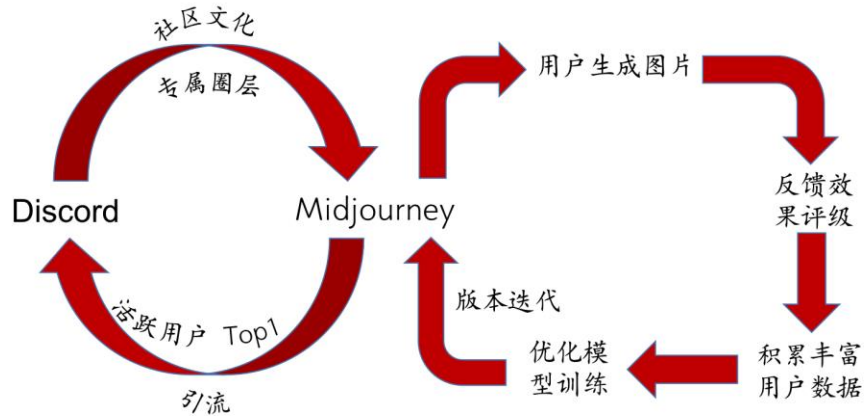 社区文化
专属圈层
用户生成图片
反馈效
果评级
Discord
Midjourney
版本迭代
活跃用户 Top1
优化模
型训练
积累丰富
用户数据
引流